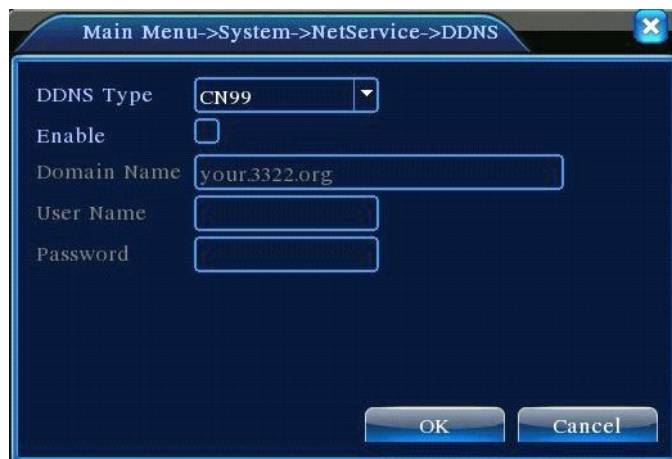 Main Menu->System->NetService->DDNS
DDNS Type CN99
Enable
Domain Name your.3322.org
User Name
Password
OK Cancel